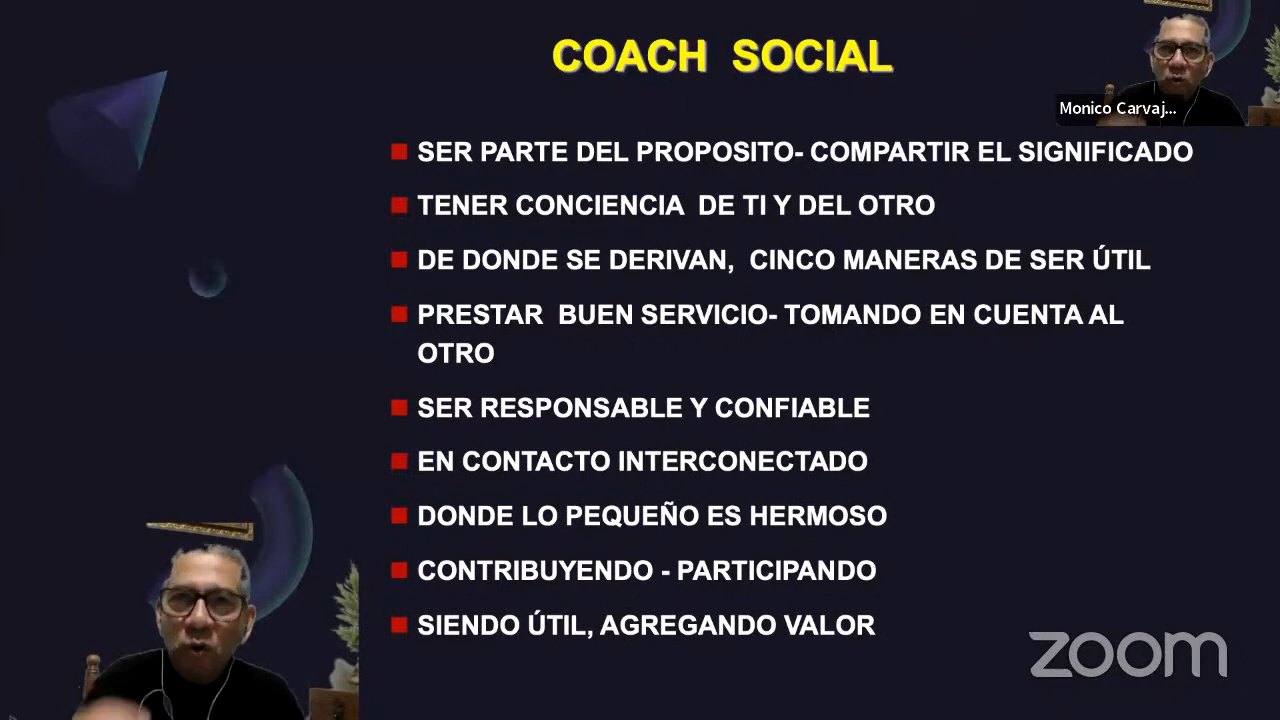 COACH SOCIAL
Monico Carvaj...
SER PARTE DEL PROPOSITO- COMPARTIR EL SIGNIFICADO
TENER CONCIENCIA DE TI Y DEL OTRO
DE DONDE SE DERIVAN, CINCO MANERAS DE SER ÚTIL
PRESTAR BUEN SERVICIO- TOMANDO EN CUENTA AL
OTRO
SER RESPONSABLE Y CONFIABLE
EN CONTACTO INTERCONECTADO
DONDE LO PEQUEÑO ES HERMOSO
CONTRIBUYENDO - PARTICIPANDO
SIENDO ÚTIL, AGREGANDO VALOR
zoom